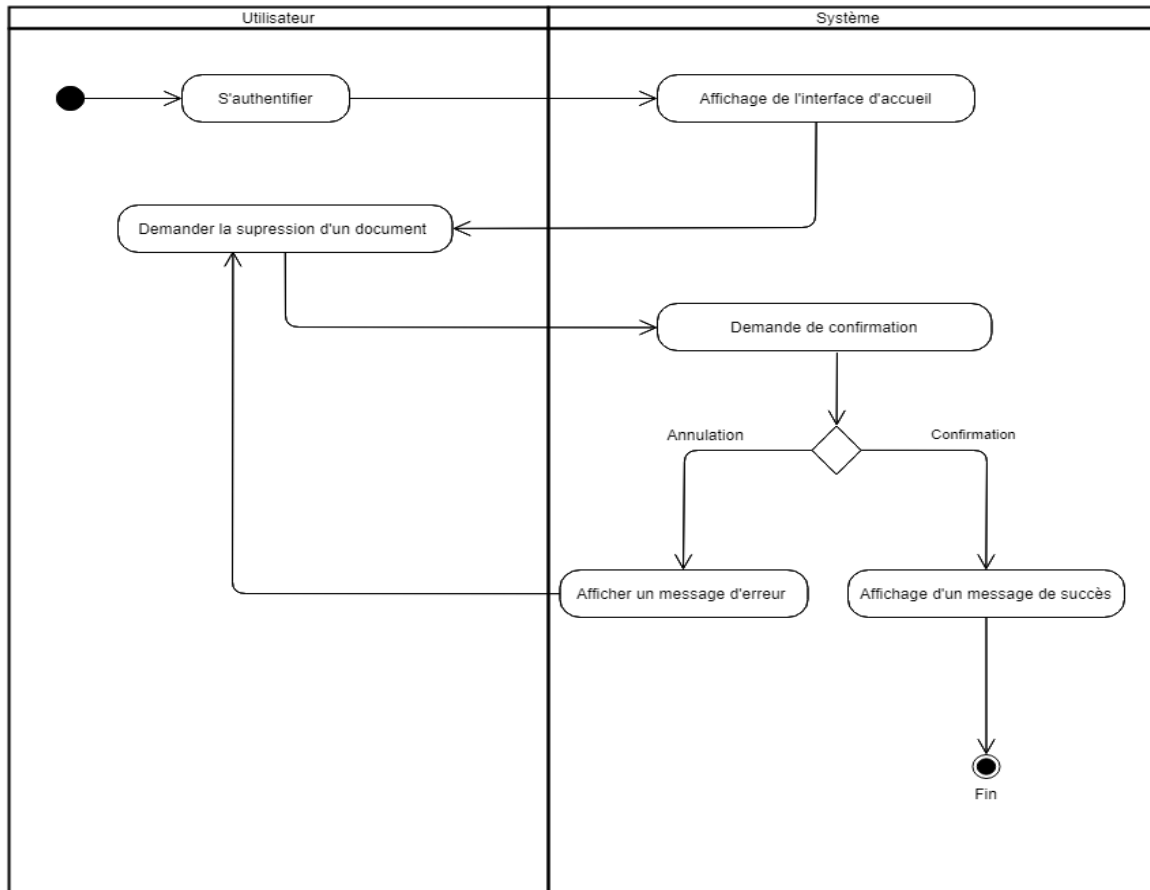 Utilisateur
Système
S'authentifier
Affichage de l'interface d'accueil
Demander la supression d'un document
Demande de confirmation
Annulation
Confirmation
Afficher un message d'erreur
Affichage d'un message de succès
Fin